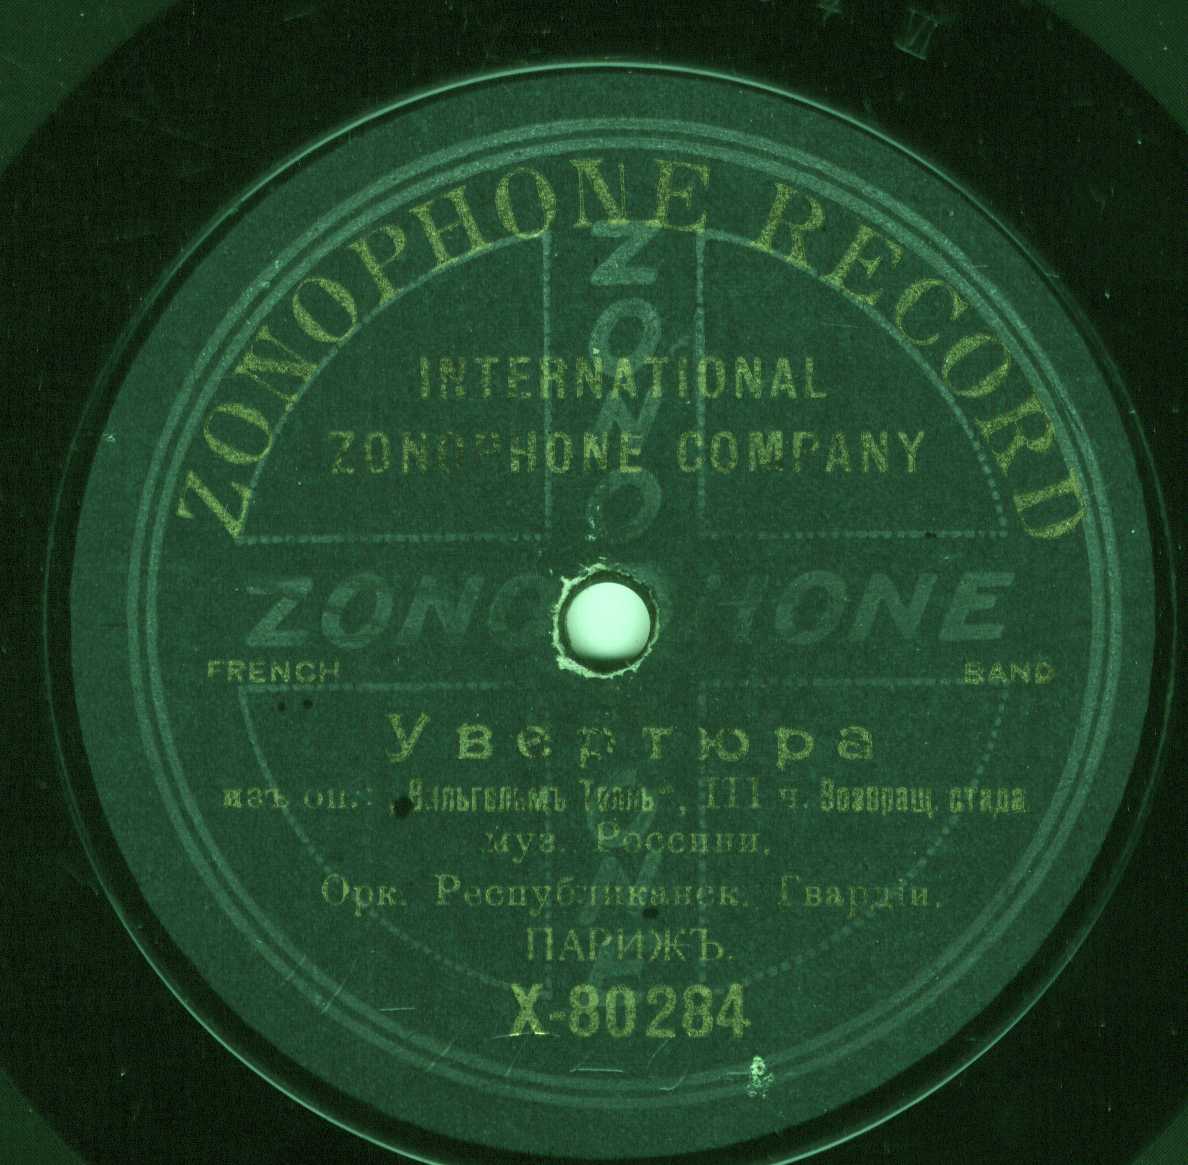 ZONOPHONE RECORD
ZONO
INTERNATIONAL
ZONOPHONE COMPANY
ZONOPHONE
FRENCH BAND
Увертюра
изъ оп.: „Вильгельмъ Телль“, III ч. Возвращ. стада
муз. Россини.
Орк. Республиканск. Гвардіи.
ПАРИЖЪ.
X-80284